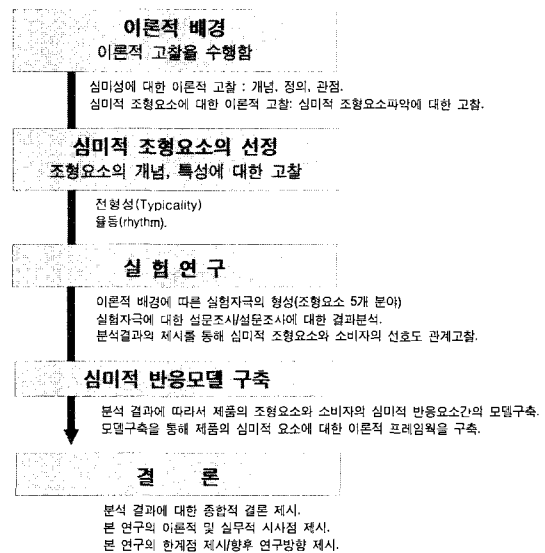 이론적 배경
이론적 고찰을 수행함
심미성에 대한 이론적 고찰 : 개념, 정의, 관점.
심미적 조형요소에 대한 이론적 고찰: 심미적 조형요소파악에 대한 고찰.
심미적 조형요소의 선정
조형요소의 개념, 특성에 대한 고찰
전형성(Typicality)
율동(rhythm).
실 험 연 구
이론적 배경에 따른 실험자극의 형성(조형요소 5개 분야)
실험자극에 대한 설문조사/설문조사에 대한 결과분석.
분석결과의 제시를 통해 심미적 조형요소와 소비자의 선호도 관계고찰.
심미적 반응모델 구축
분석 결과에 따라서 제품의 조형요소와 소비자의 심미적 반응요소간의 모델구축.
모델구축을 통해 제품의 심미적 요소에 대한 이론적 프레임웍을 구축.
결 론
분석 결과에 대한 종합적 결론 제시.
본 연구의 이론적 및 실무적 시사점 제시.
본 연구의 한계점 제시/향후 연구방향 제시.